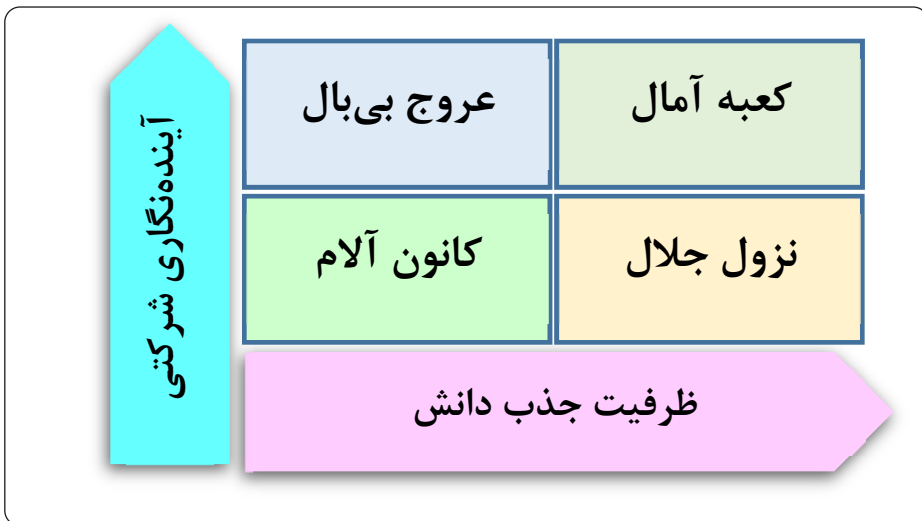 کعبه آمال
عروج بی‌بال
نزول جلال
کانون آلام
آینده‌نگاری شرکتی
ظرفیت جذب دانش